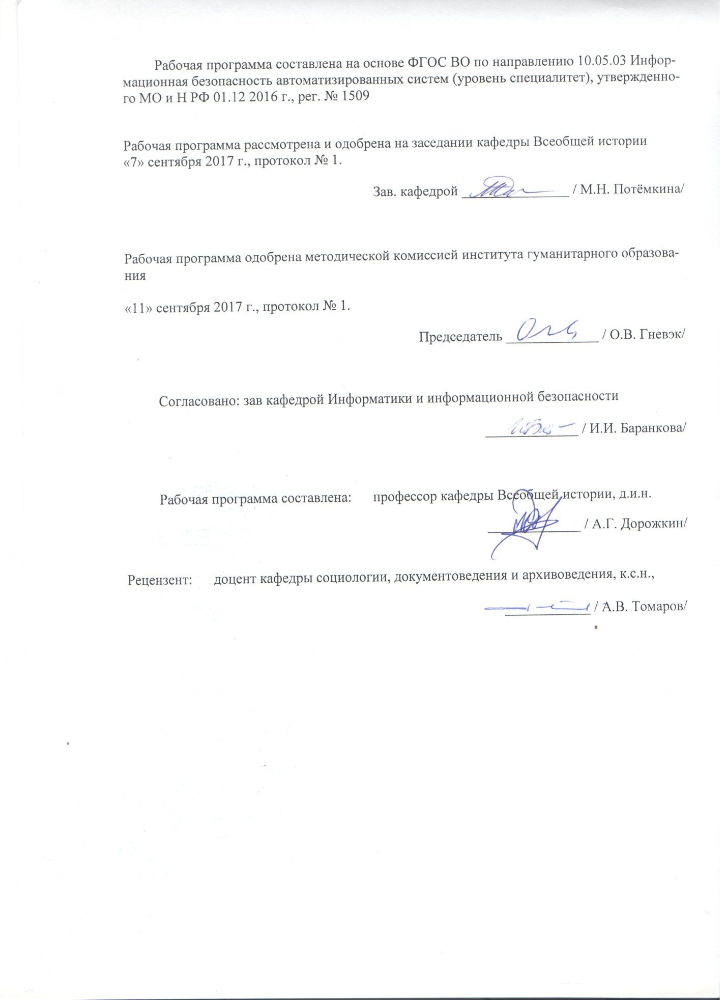 Рабочая программа составлена на основе ФГОС ВО по направлению 10.05.03 Инфор-
мационная безопасность автоматизированных систем (уровень специалитет), утвержденно-
го МО и Н РФ 01.12 2016 г., рег. № 1509
Рабочая программа рассмотрена и одобрена на заседании кафедры Всеобщей истории
«7» сентября 2017 г., протокол № 1.
Зав. кафедрой _______________ / М.Н. Потёмкина/
Рабочая программа одобрена методической комиссией института гуманитарного образова-
ния
«11» сентября 2017 г., протокол № 1.
Председатель _____________ / О.В. Гневэк/
Согласовано: зав кафедрой Информатики и информационной безопасности
_____________ / И.И. Баранкова/
Рабочая программа составлена: профессор кафедры Всеобщей истории, д.и.н.
_____________ / А.Г. Дорожкин/
Рецензент: доцент кафедры социологии, документоведения и архивоведения, к.с.н.,
____________ / А.В. Томаров/